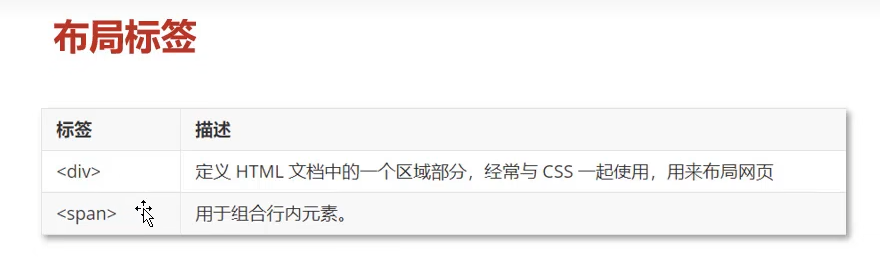 布局标签
标签 描述
<div> 定义 HTML 文档中的一个区域部分，经常与 CSS 一起使用，用来布局网页
<span> 用于组合行内元素。